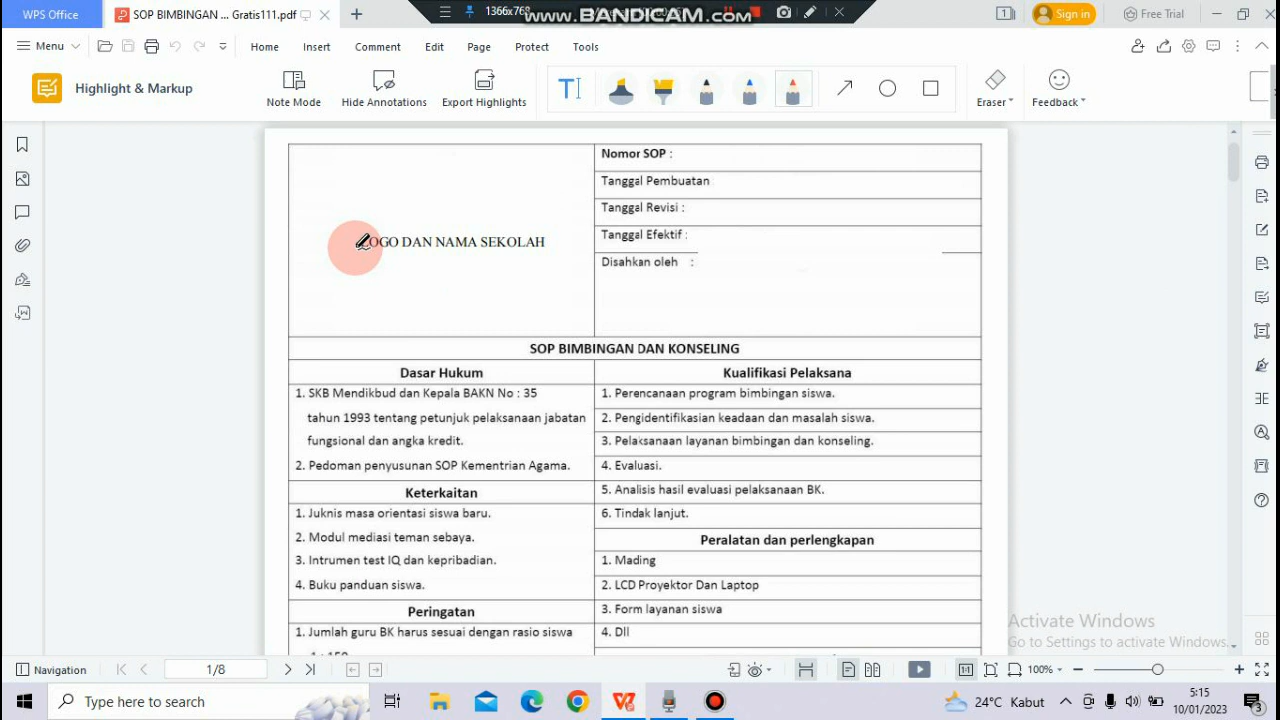 WPS Office
SOP BIMBINGAN ... Gratis111.pdf
1366x768
www.BANDICAM.com
1
Sign in
Free Trial
Menu
Home
Insert
Comment
Edit
Page
Protect
Tools
Highlight & Markup
Note Mode
Hide Annotations
Export Highlights
Eraser
Feedback
LOGO DAN NAMA SEKOLAH
Nomor SOP :
Tanggal Pembuatan
Tanggal Revisi :
Tanggal Efektif :
Disahkan oleh :
SOP BIMBINGAN DAN KONSELING
Dasar Hukum
1. SKB Mendikbud dan Kepala BAKN No : 35
tahun 1993 tentang petunjuk pelaksanaan jabatan
fungsional dan angka kredit.
2. Pedoman penyusunan SOP Kementrian Agama.
Keterkaitan
1. Juknis masa orientasi siswa baru.
2. Modul mediasi teman sebaya.
3. Intrumen test IQ dan kepribadian.
4. Buku panduan siswa.
Peringatan
1. Jumlah guru BK harus sesuai dengan rasio siswa
Kualifikasi Pelaksana
1. Perencanaan program bimbingan siswa.
2. Pengidentifikasian keadaan dan masalah siswa.
3. Pelaksanaan layanan bimbingan dan konseling.
4. Evaluasi.
5. Analisis hasil evaluasi pelaksanaan BK.
6. Tindak lanjut.
Peralatan dan perlengkapan
1. Mading
2. LCD Proyektor Dan Laptop
3. Form layanan siswa
4. Dll
Activate Windows
Go to Settings to activate Windows.
Navigation
1/8
100%
Type here to search
24°C Kabut
5:15
10/01/2023
3